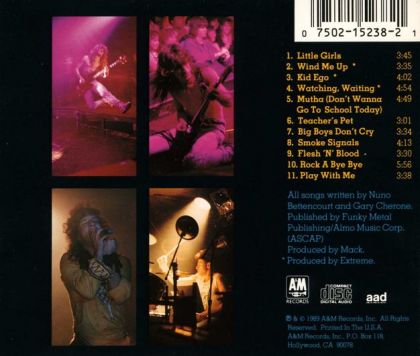 0 7502-15238-2 1
1. Little Girls 3:45
2. Wind Me Up * 3:35
3. Kid Ego * 4:02
4. Watching, Waiting * 4:54
5. Mutha (Don't Wanna 4:49
Go To School Today)
6. Teacher's Pet 3:01
7. Big Boys Don't Cry 3:34
8. Smoke Signals 4:13
9. Flesh 'N' Blood 3:31
10. Rock A Bye Bye 5:56
11. Play With Me 3:38
All songs written by Nuno
Bettencourt and Gary Cherone.
Published by Funky Metal
Publishing/Almo Music Corp.
(ASCAP)
Produced by Mack.
* Produced by Extreme.
A&M
RECORDS
COMPACT
disc
DIGITAL AUDIO
aad
℗ & © 1989 A&M Records, Inc. All Rights
Reserved. Printed In The U.S.A.
A&M Records, Inc. P.O. Box 118,
Hollywood, CA 90078